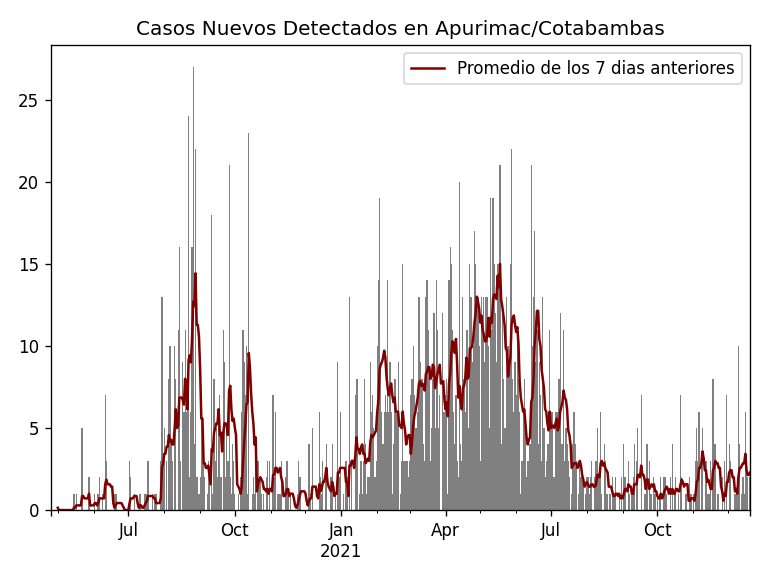 Casos Nuevos Detectados en Apurimac/Cotabambas
Promedio de los 7 dias anteriores
25
20
15
10
5
0
Jul
Oct
Jan
2021
Apr
Jul
Oct